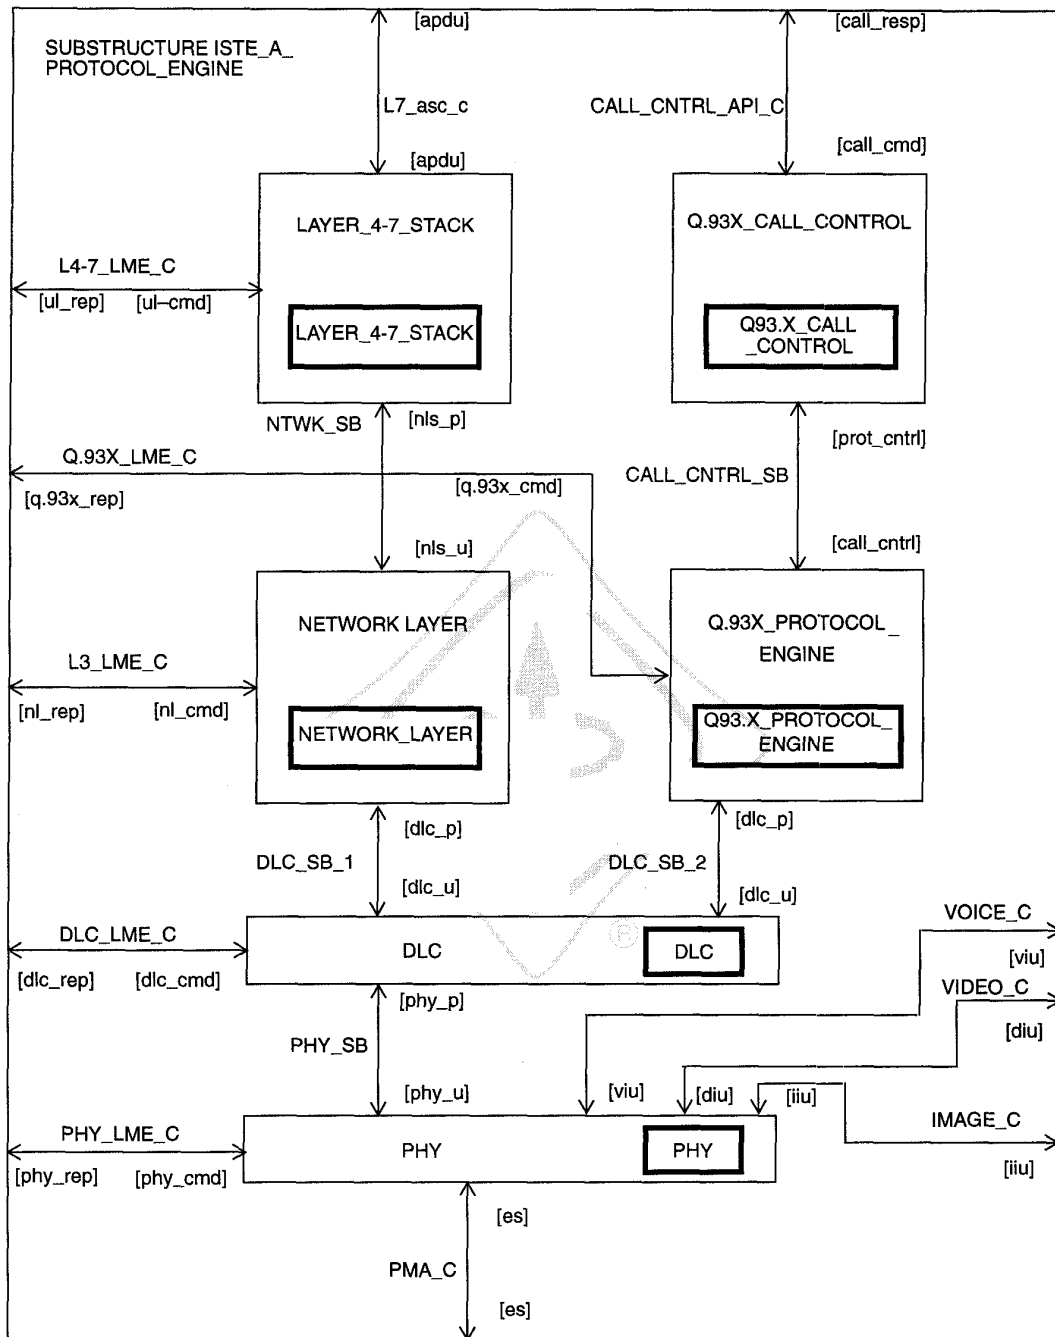 [apdu]
[call_resp]
SUBSTRUCTURE ISTE_A_
PROTOCOL_ENGINE
L7_asc_c
CALL_CNTRL_API_C
[apdu]
[call_cmd]
LAYER_4-7_STACK
Q.93X_CALL_CONTROL
L4-7_LME_C
[ul_rep]
[ul–cmd]
LAYER_4-7_STACK
Q93.X_CALL
_CONTROL
NTWK_SB
[nls_p]
[prot_cntrl]
Q.93X_LME_C
[q.93x_rep]
[q.93x_cmd]
CALL_CNTRL_SB
[nls_u]
[call_cntrl]
NETWORK LAYER
Q.93X_PROTOCOL_
ENGINE
L3_LME_C
[nl_rep]
[nl_cmd]
NETWORK_LAYER
Q93.X_PROTOCOL_
ENGINE
[dlc_p]
[dlc_p]
DLC_SB_1
DLC_SB_2
[dlc_u]
[dlc_u]
VOICE_C
DLC_LME_C
DLC
DLC
[viu]
[dlc_rep]
[dlc_cmd]
®
VIDEO_C
[phy_p]
[diu]
PHY_SB
[phy_u]
[viu]
[diu]
[iiu]
PHY_LME_C
PHY
PHY
IMAGE_C
[phy_rep]
[phy_cmd]
[iiu]
[es]
PMA_C
[es]